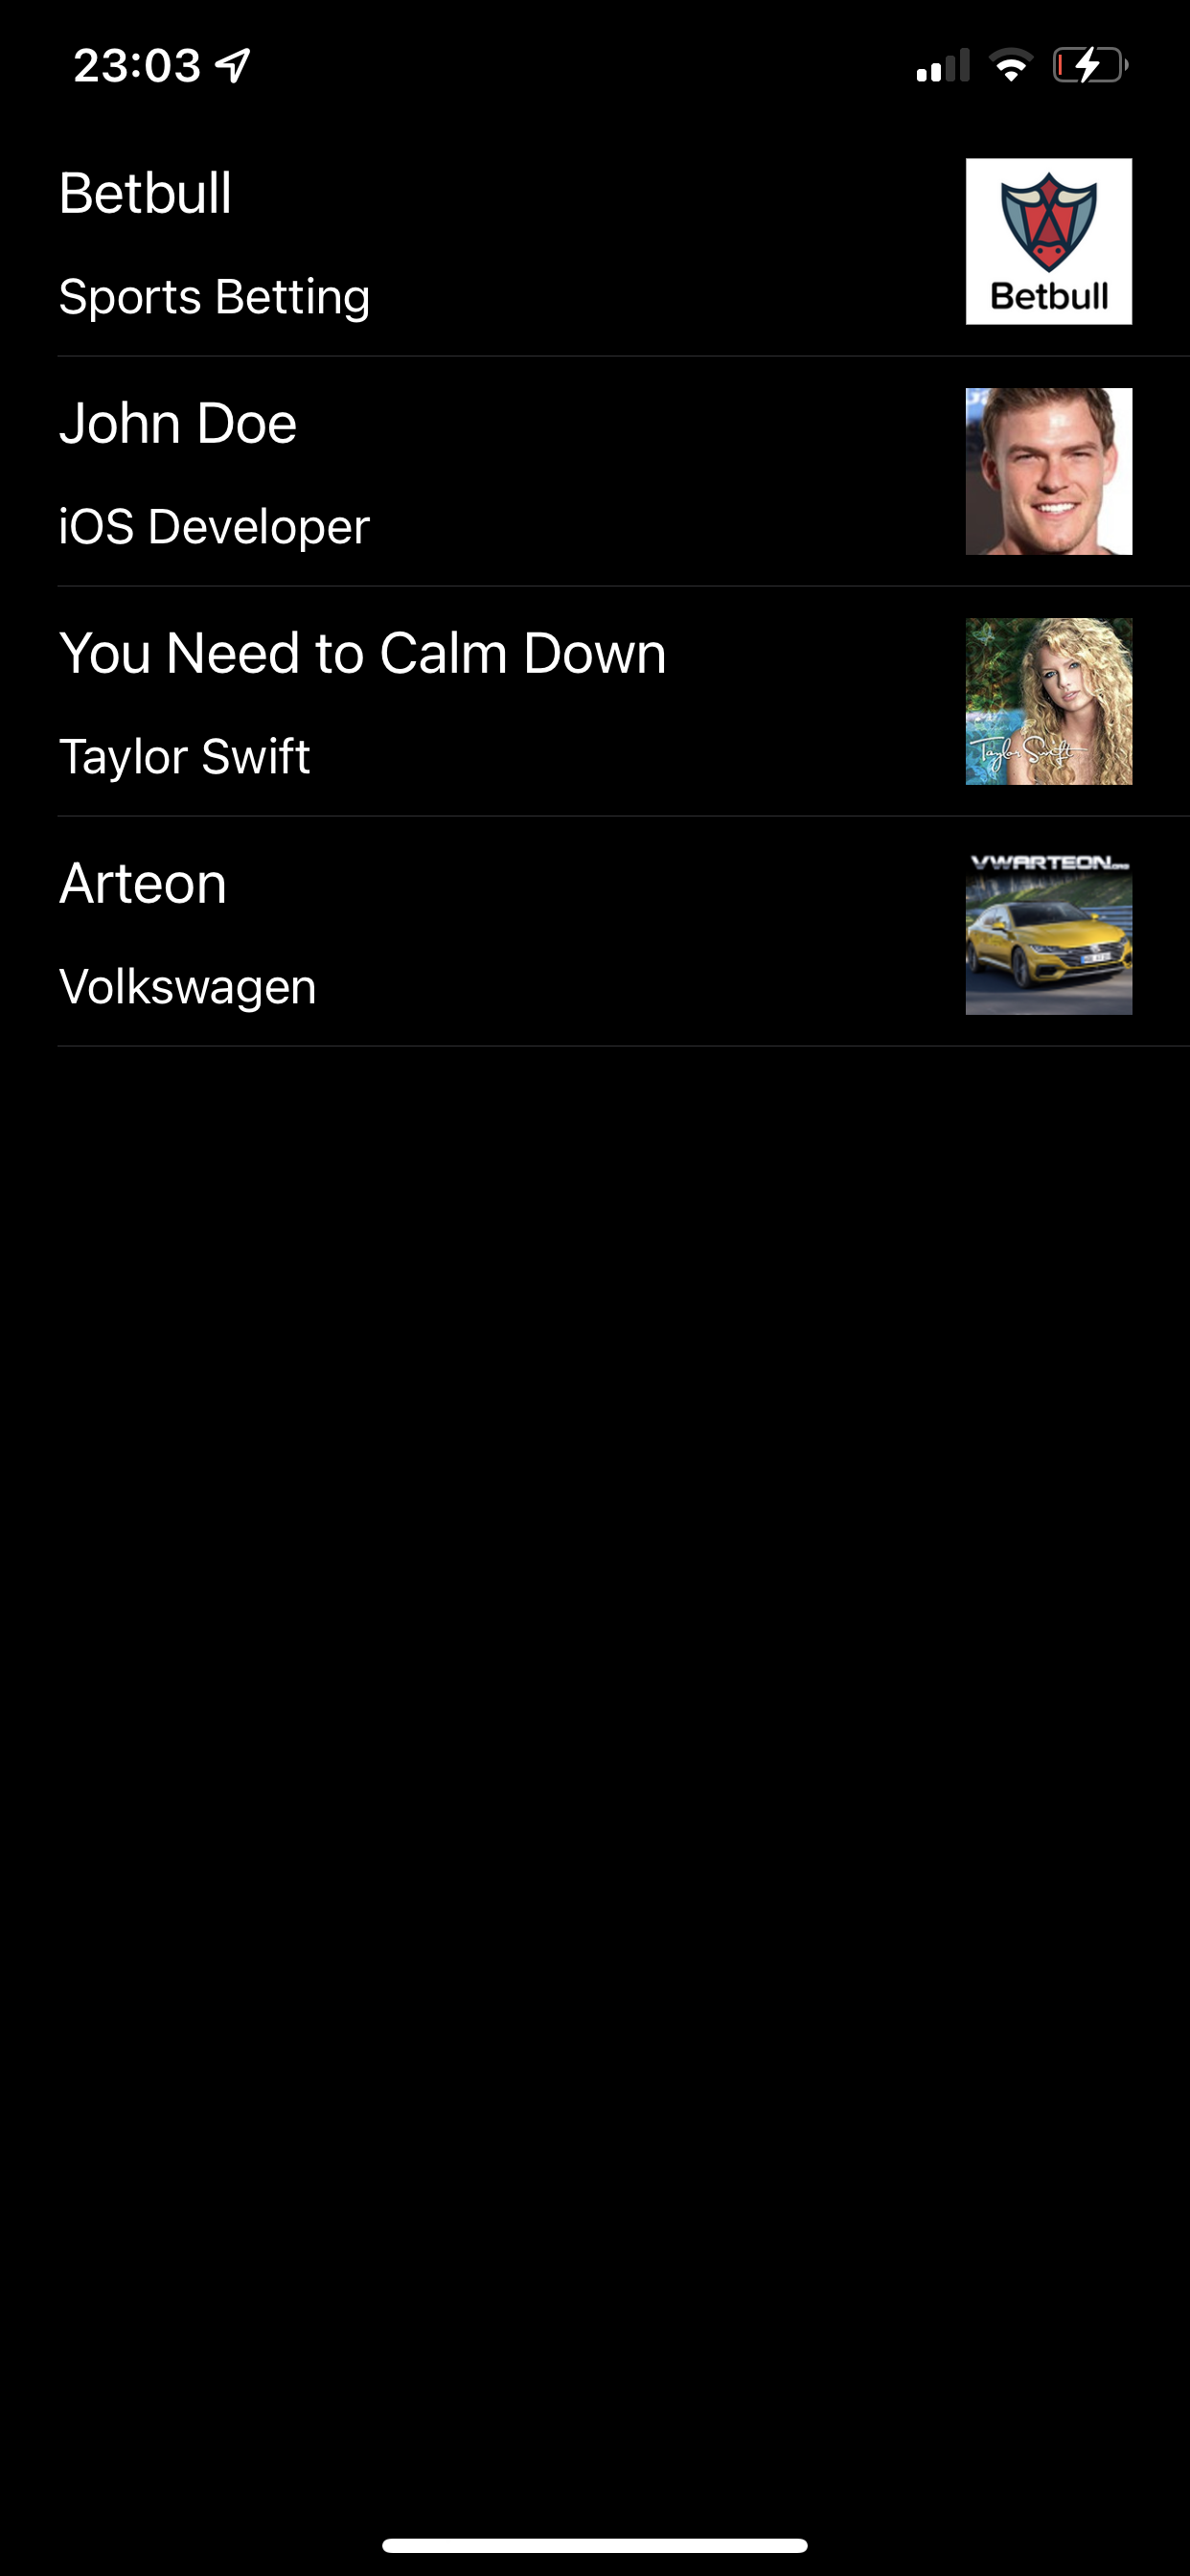 23:03
Betbull
Sports Betting
Betbull
John Doe
iOS Developer
You Need to Calm Down
Taylor Swift
Taylor Swift
Arteon
Volkswagen
VWARTEON.ORG